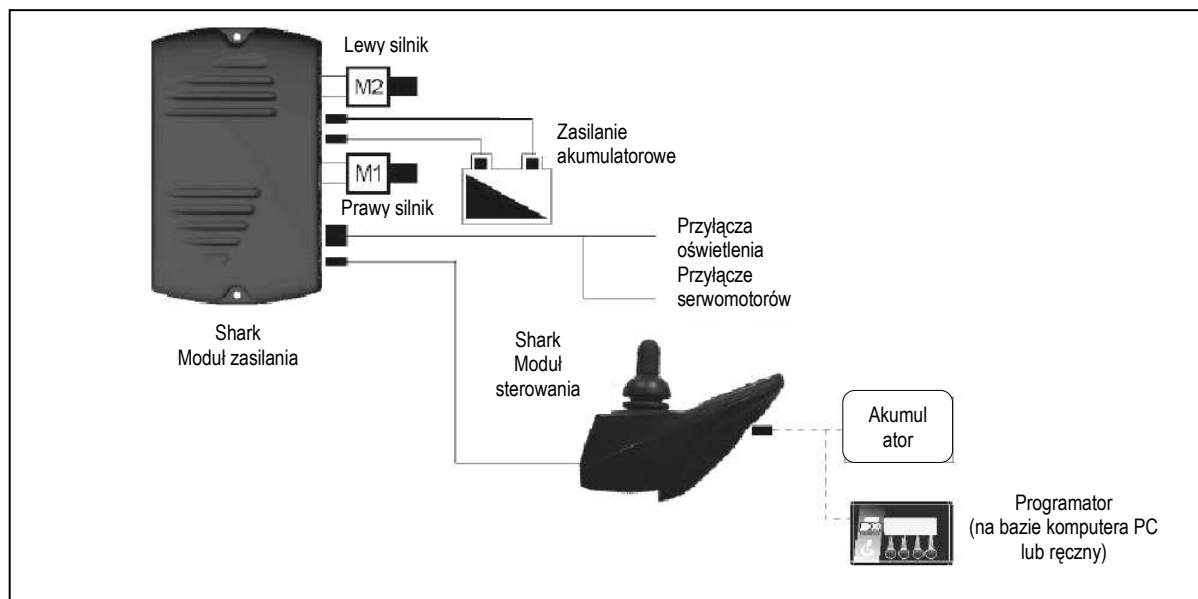 Lewy silnik
M2
Zasilanie
akumulatorowe
M1
Prawy silnik
Przyłącza
oświetlenia
Przyłącze
serwomotorów
Shark
Moduł zasilania
Shark
Moduł
sterowania
Akumul
ator
Programator
(na bazie komputera PC
lub ręczny)